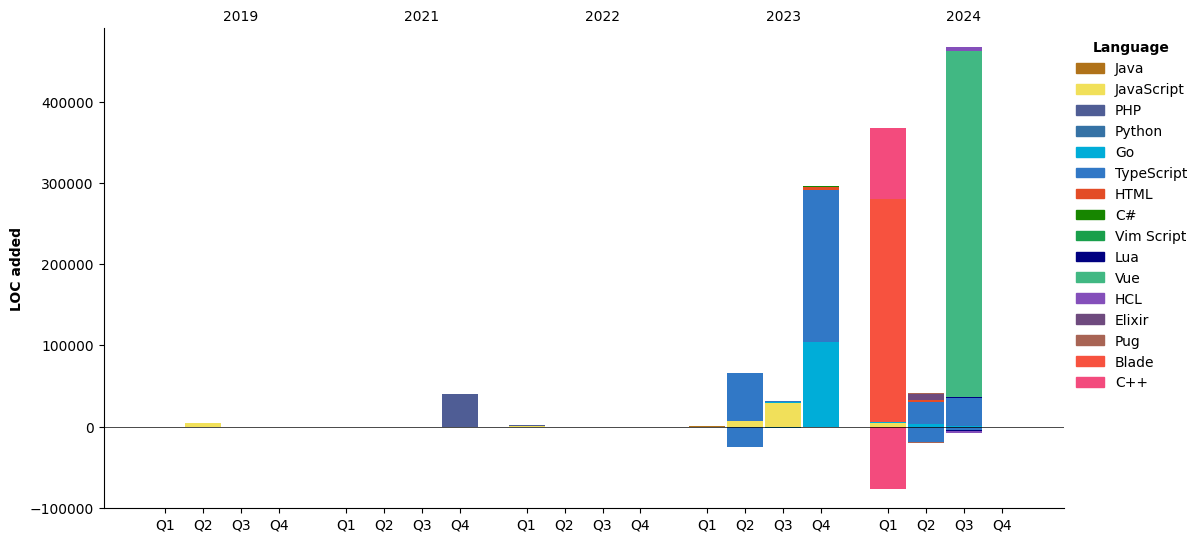 2019 2021 2022 2023 2024
LOC added
400000
300000
200000
100000
0
−100000
Q1 Q2 Q3 Q4 Q1 Q2 Q3 Q4 Q1 Q2 Q3 Q4 Q1 Q2 Q3 Q4 Q1 Q2 Q3 Q4
Language
Java
JavaScript
PHP
Python
Go
TypeScript
HTML
C#
Vim Script
Lua
Vue
HCL
Elixir
Pug
Blade
C++